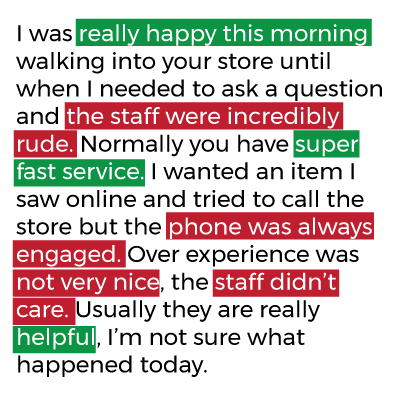 I was really happy this morning
walking into your store until
when I needed to ask a question
and the staff were incredibly
rude. Normally you have super
fast service. I wanted an item I
saw online and tried to call the
store but the phone was always
engaged. Over experience was
not very nice, the staff didn't
care. Usually they are really
helpful, I'm not sure what
happened today.